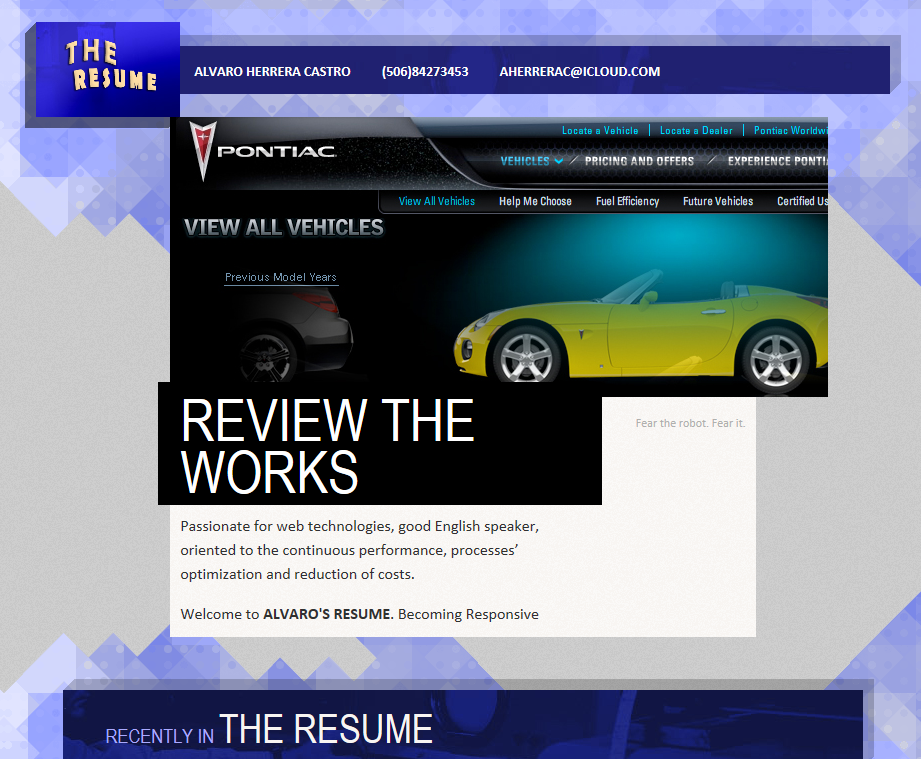 THE
RESUME
ALVARO HERRERA CASTRO (506)84273453 AHERRERAC@ICLOUD.COM
PONTIAC
Locate a Vehicle | Locate a Dealer | Pontiac Worldwi
VEHICLES / PRICING AND OFFERS / EXPERIENCE PONTI
View All Vehicles Help Me Choose Fuel Efficiency Future Vehicles Certified Us
VIEW ALL VEHICLES
Previous Model Years
REVIEW THE
WORKS
Fear the robot. Fear it.
Passionate for web technologies, good English speaker,
oriented to the continuous performance, processes’
optimization and reduction of costs.
Welcome to ALVARO'S RESUME. Becoming Responsive
RECENTLY IN THE RESUME